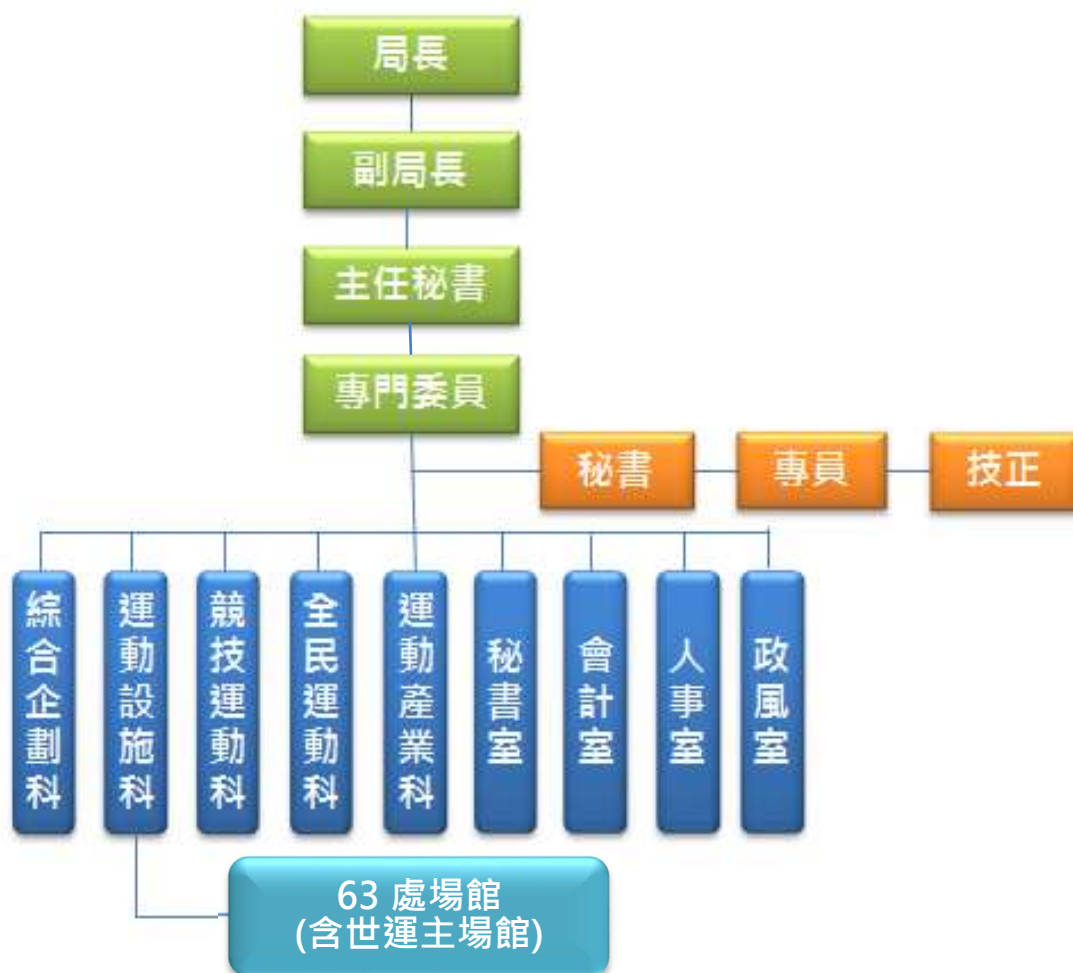 局長
副局長
主任秘書
專門委員
秘書
專員
技正
綜合企劃科
運動設施科
競技運動科
全民運動科
運動產業科
秘書室
會計室
人事室
政風室
63 處場館
(含世運主場館)